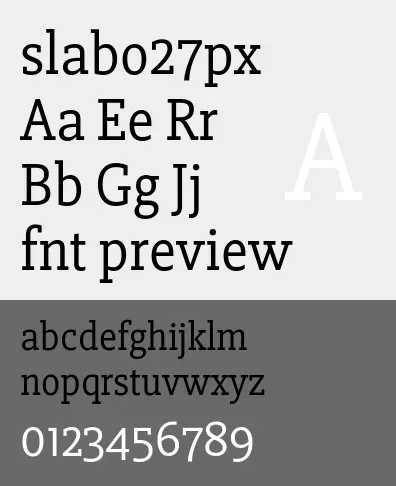 slabo27px
Aa Ee Rr
A
Bb Gg Jj
fnt preview
abcdefghijklm
nopqrstuvwxyz
0123456789